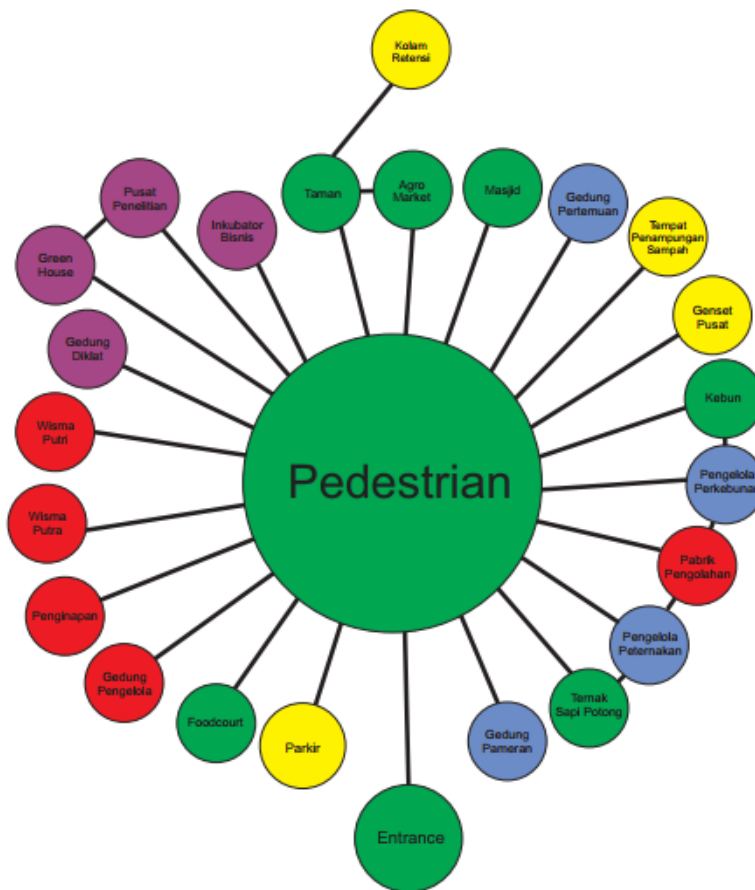 Kolam
Retensi
Taman
Agro
Market
Masjid
Gedung
Pertemuan
Tempat
Penampungan
Sampah
Genset
Pusat
Kebun
Pengelola
Perkebunan
Pabrik
Pengolahan
Pengelola
Peternakan
Ternak
Sapi Potong
Gedung
Pameran
Entrance
Parkir
Foodcourt
Gedung
Pengelola
Penginapan
Wisma
Putra
Wisma
Putri
Gedung
Diklat
Green
House
Pusat
Penelitian
Inkubator
Bisnis
Pedestrian